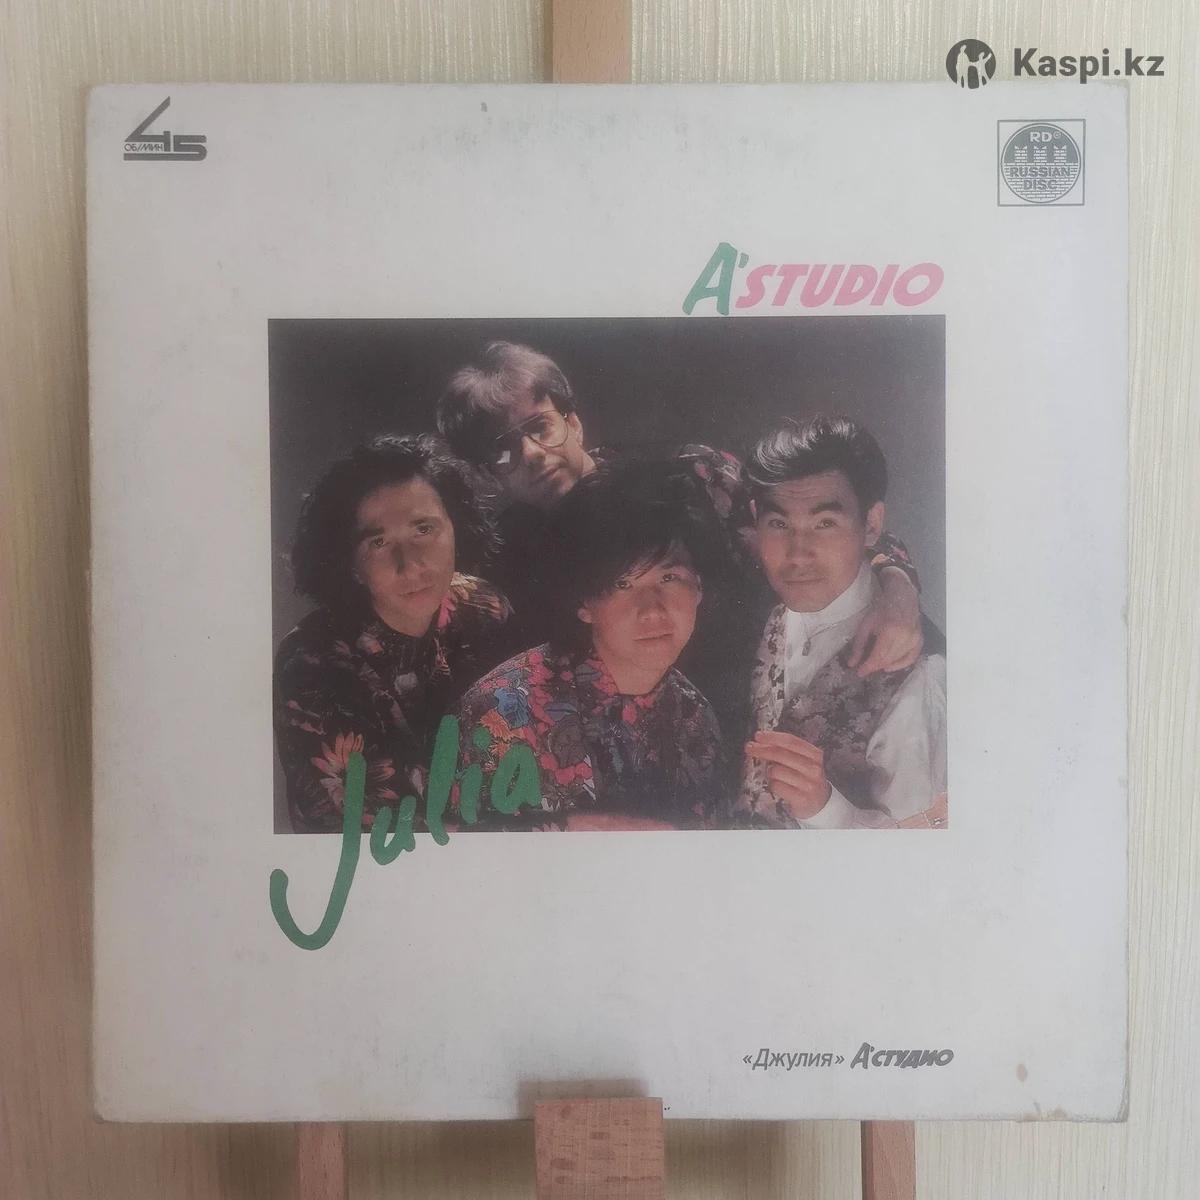 Kaspi.kz
45
ОБ/МИН
RD®
RUSSIAN
DISC
A'STUDIO
Julia
«Джулия» А'СТУДИО